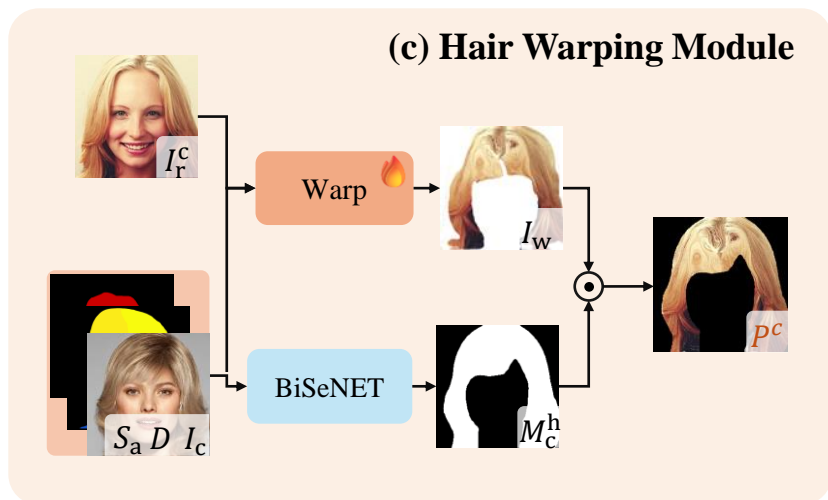 (c) Hair Warping Module
I_r^c
Warp
I_w
P^c
S_a D I_c
BiSeNET
M_c^h